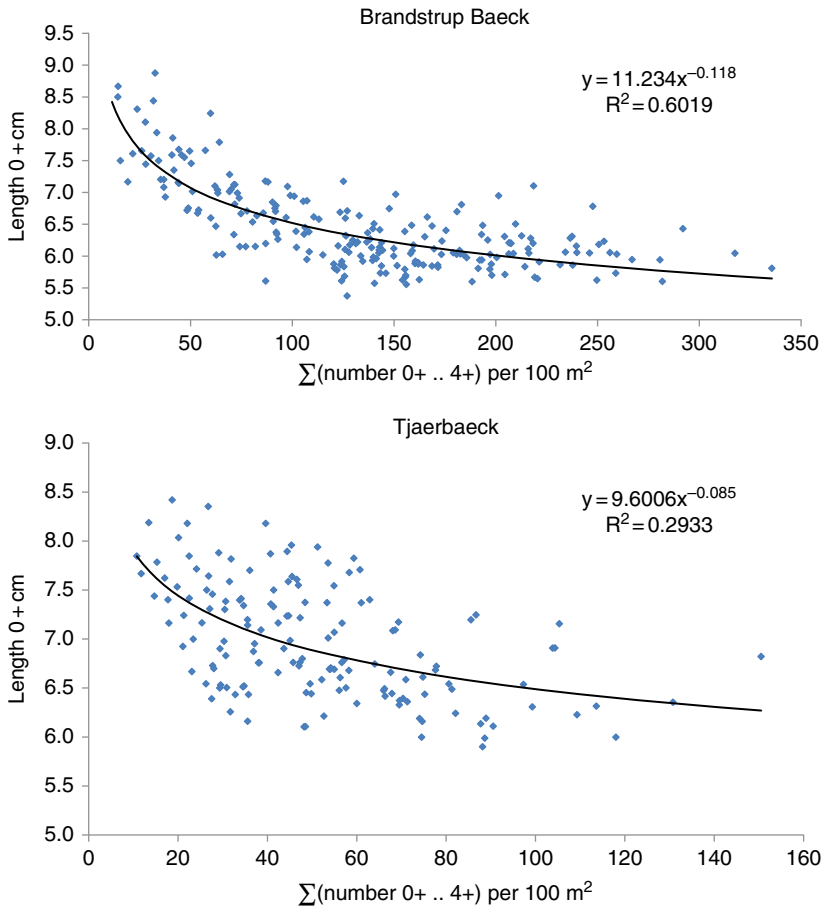 Brandstrup Baeck
9.5
9.0
8.5
8.0
7.5
7.0
6.5
6.0
5.5
5.0
Length 0+cm
y = 11.234x^–0.118
R² = 0.6019
0 50 100 150 200 250 300 350
∑(number 0+ .. 4+) per 100 m²
Tjaerbaeck
9.0
8.5
8.0
7.5
7.0
6.5
6.0
5.5
5.0
Length 0+cm
y = 9.6006x^–0.085
R² = 0.2933
0 20 40 60 80 100 120 140 160
∑(number 0+ .. 4+) per 100 m²